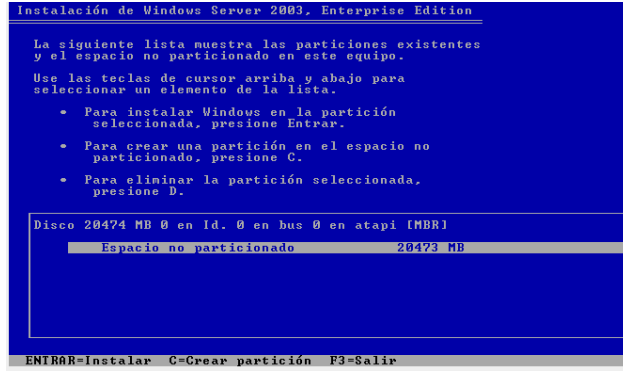 Instalación de Windows Server 2003, Enterprise Edition
La siguiente lista muestra las particiones existentes
y el espacio no particionado en este equipo.
Use las teclas de cursor arriba y abajo para
seleccionar un elemento de la lista.
• Para instalar Windows en la partición
seleccionada, presione Entrar.
• Para crear una partición en el espacio no
particionado, presione C.
• Para eliminar la partición seleccionada,
presione D.
Disco 20474 MB 0 en Id. 0 en bus 0 en atapi [MBR]
Espacio no particionado 20473 MB
ENTRAR=Instalar C=Crear partición F3=Salir